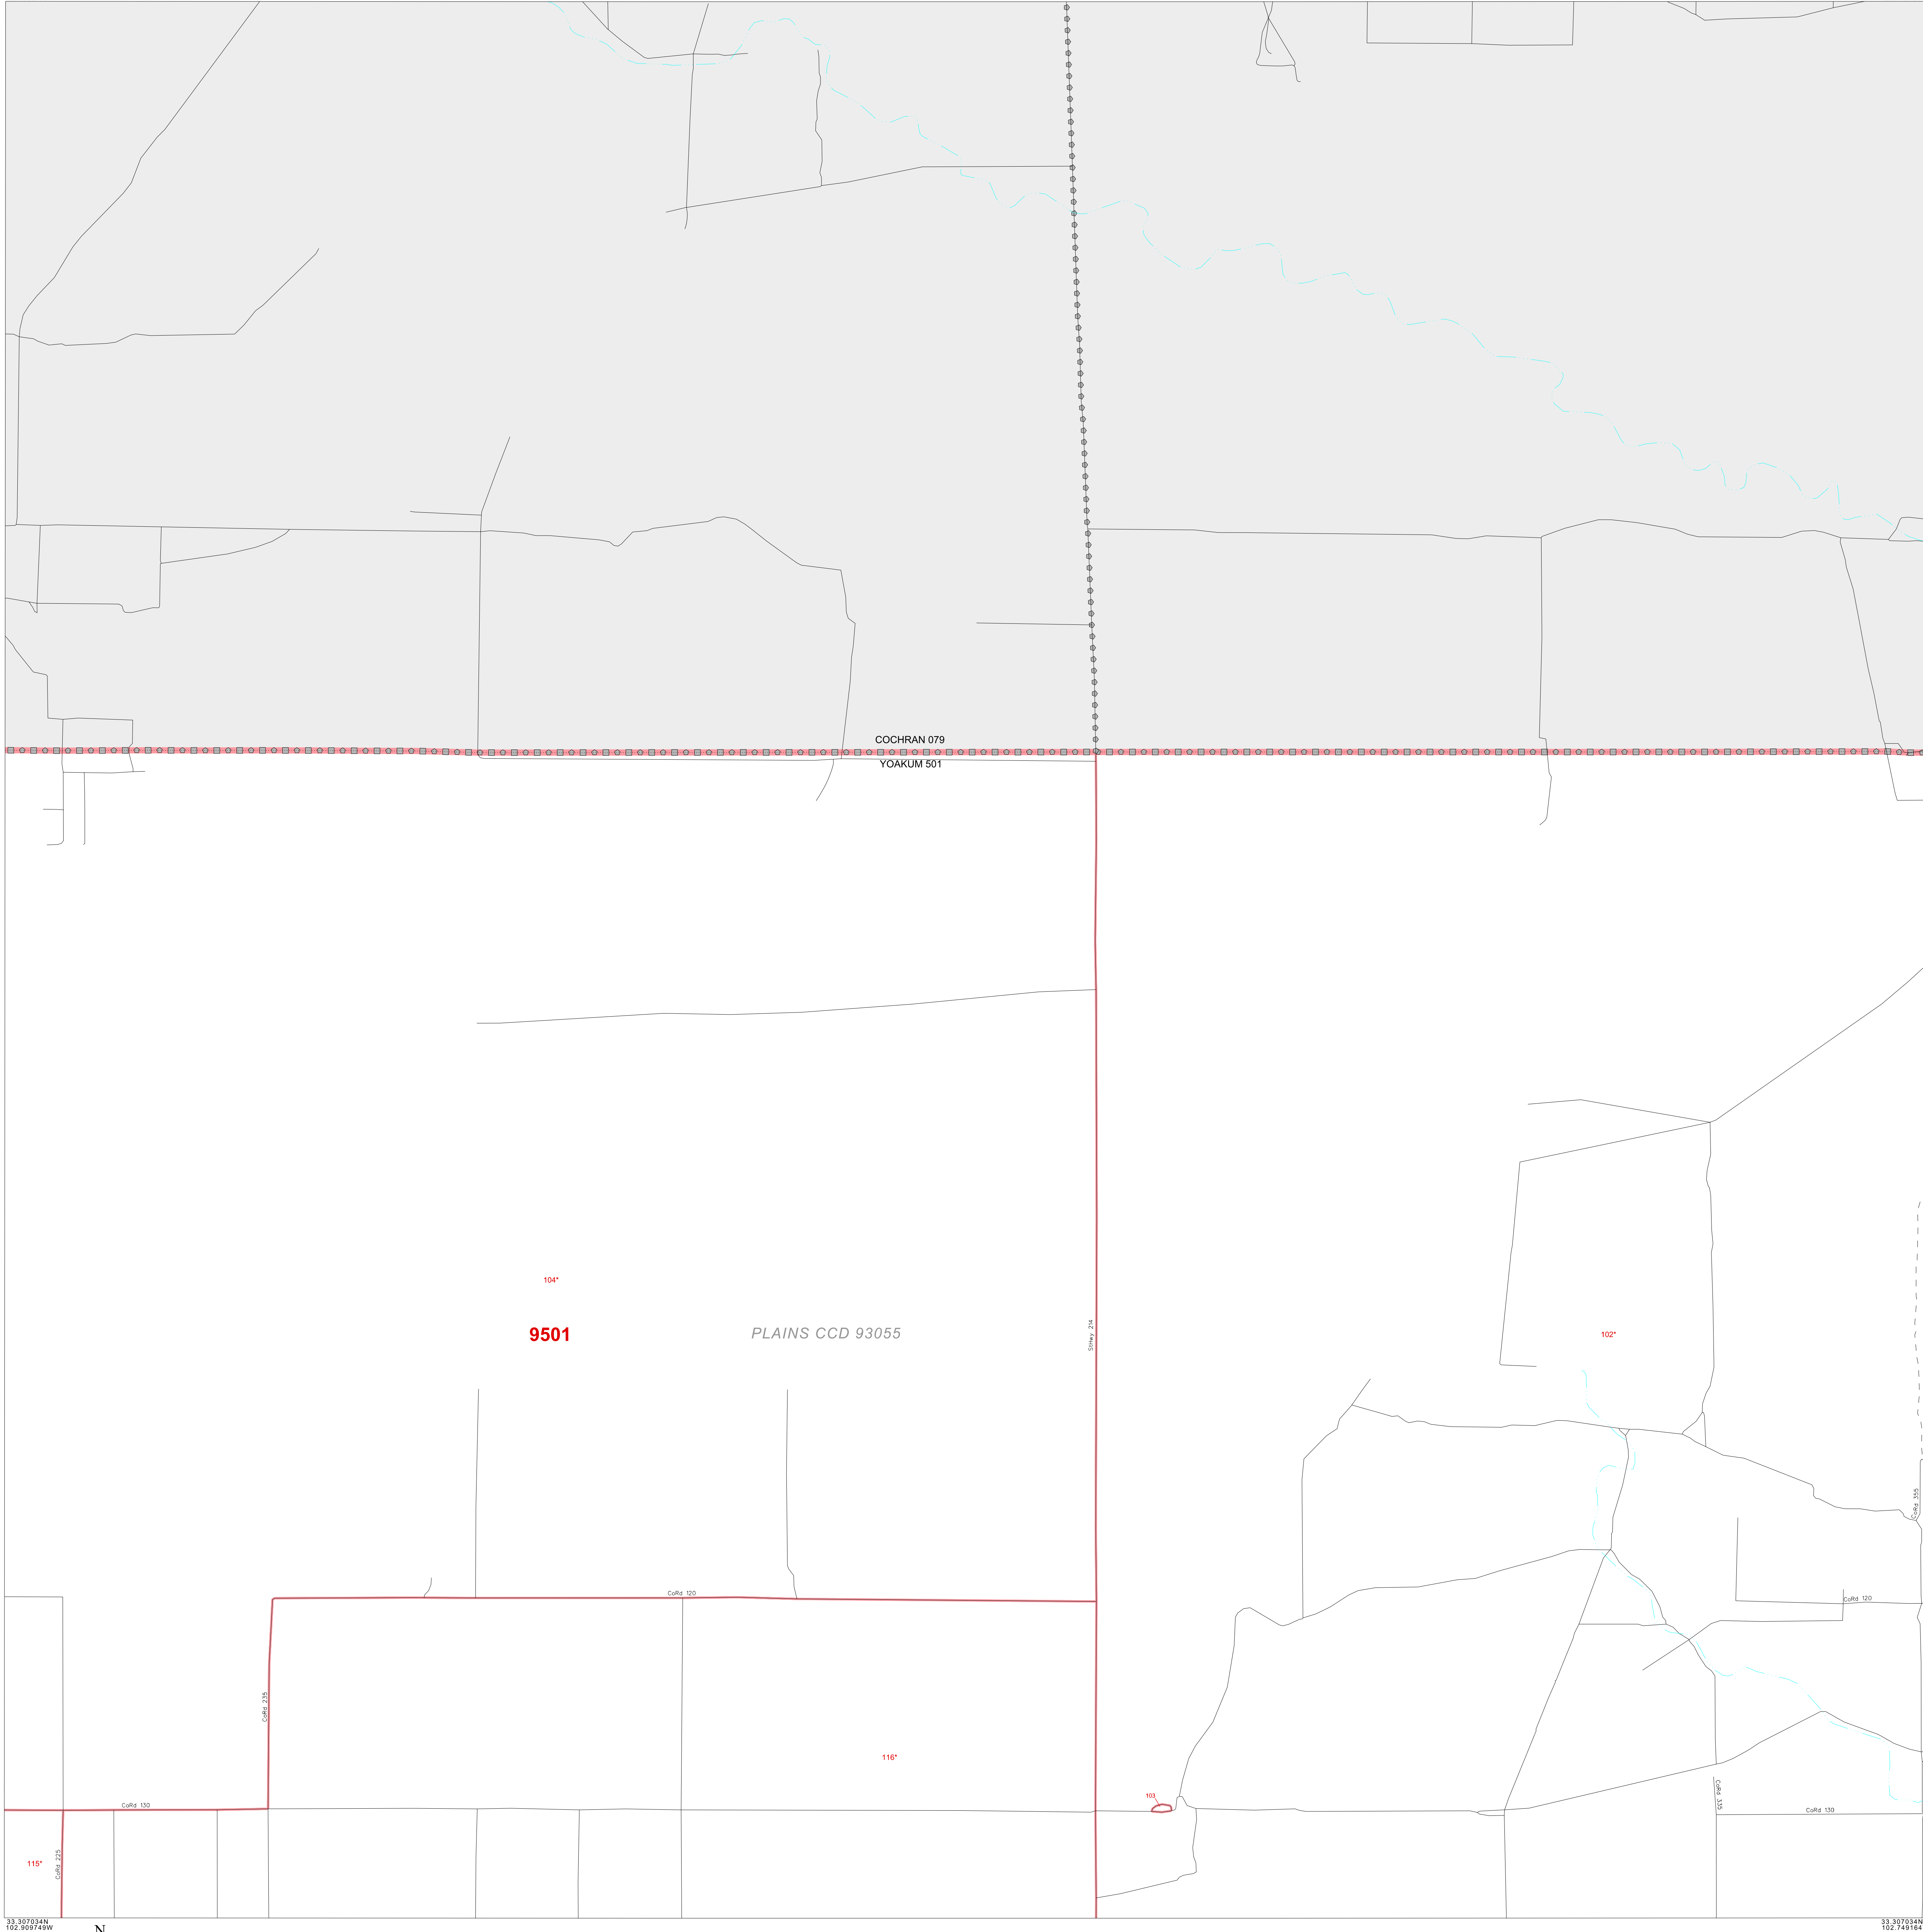 COCHRAN 079
YOAKUM 501
104*
9501
PLAINS CCD 93055
StHwy 214
102*
CoRd 355
CoRd 120
CoRd 120
CoRd 235
116*
103
CoRd 130
CoRd 335
CoRd 130
115*
CoRd 225
33.307034N
102.909749W
N
33.307034N
102.749164